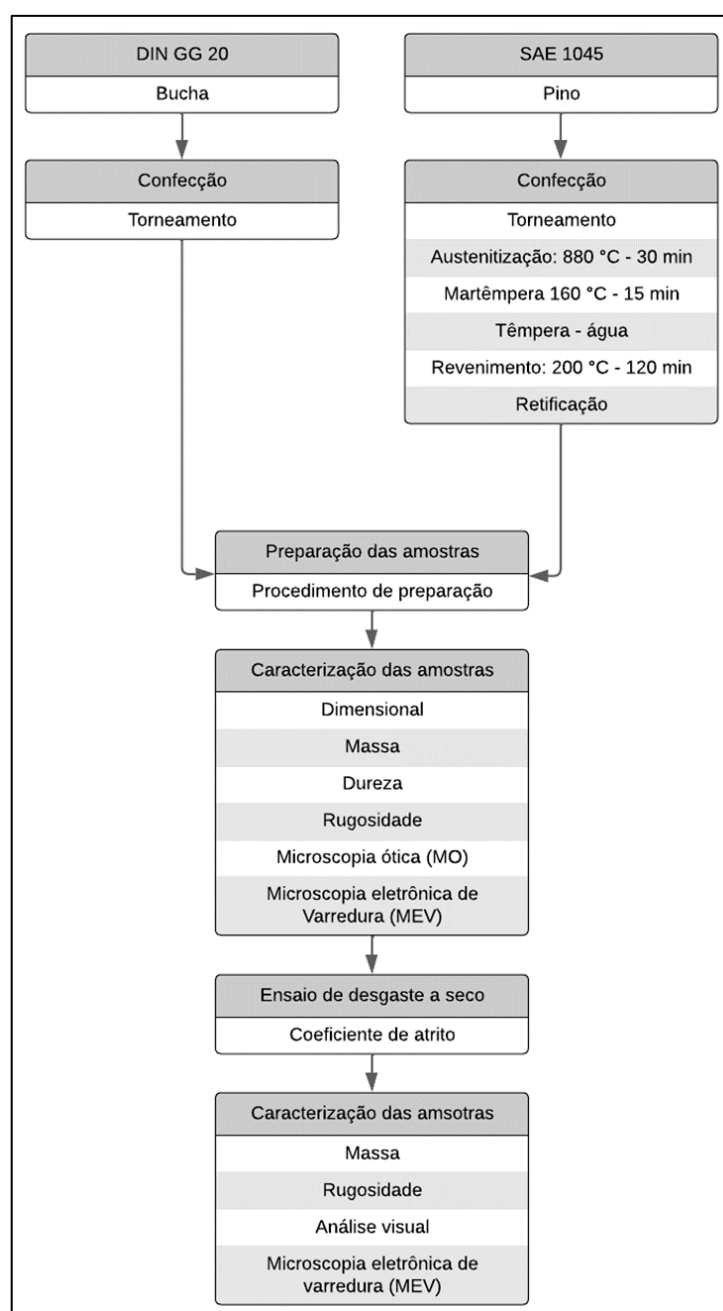 DIN GG 20
Bucha
SAE 1045
Pino
Confecção
Torneamento
Confecção
Torneamento
Austenitização: 880 °C - 30 min
Martêmpera 160 °C - 15 min
Têmpera - água
Revenimento: 200 °C - 120 min
Retificação
Preparação das amostras
Procedimento de preparação
Caracterização das amostras
Dimensional
Massa
Dureza
Rugosidade
Microscopia ótica (MO)
Microscopia eletrônica de
Varredura (MEV)
Ensaio de desgaste a seco
Coeficiente de atrito
Caracterização das amsotras
Massa
Rugosidade
Análise visual
Microscopia eletrônica de
varredura (MEV)